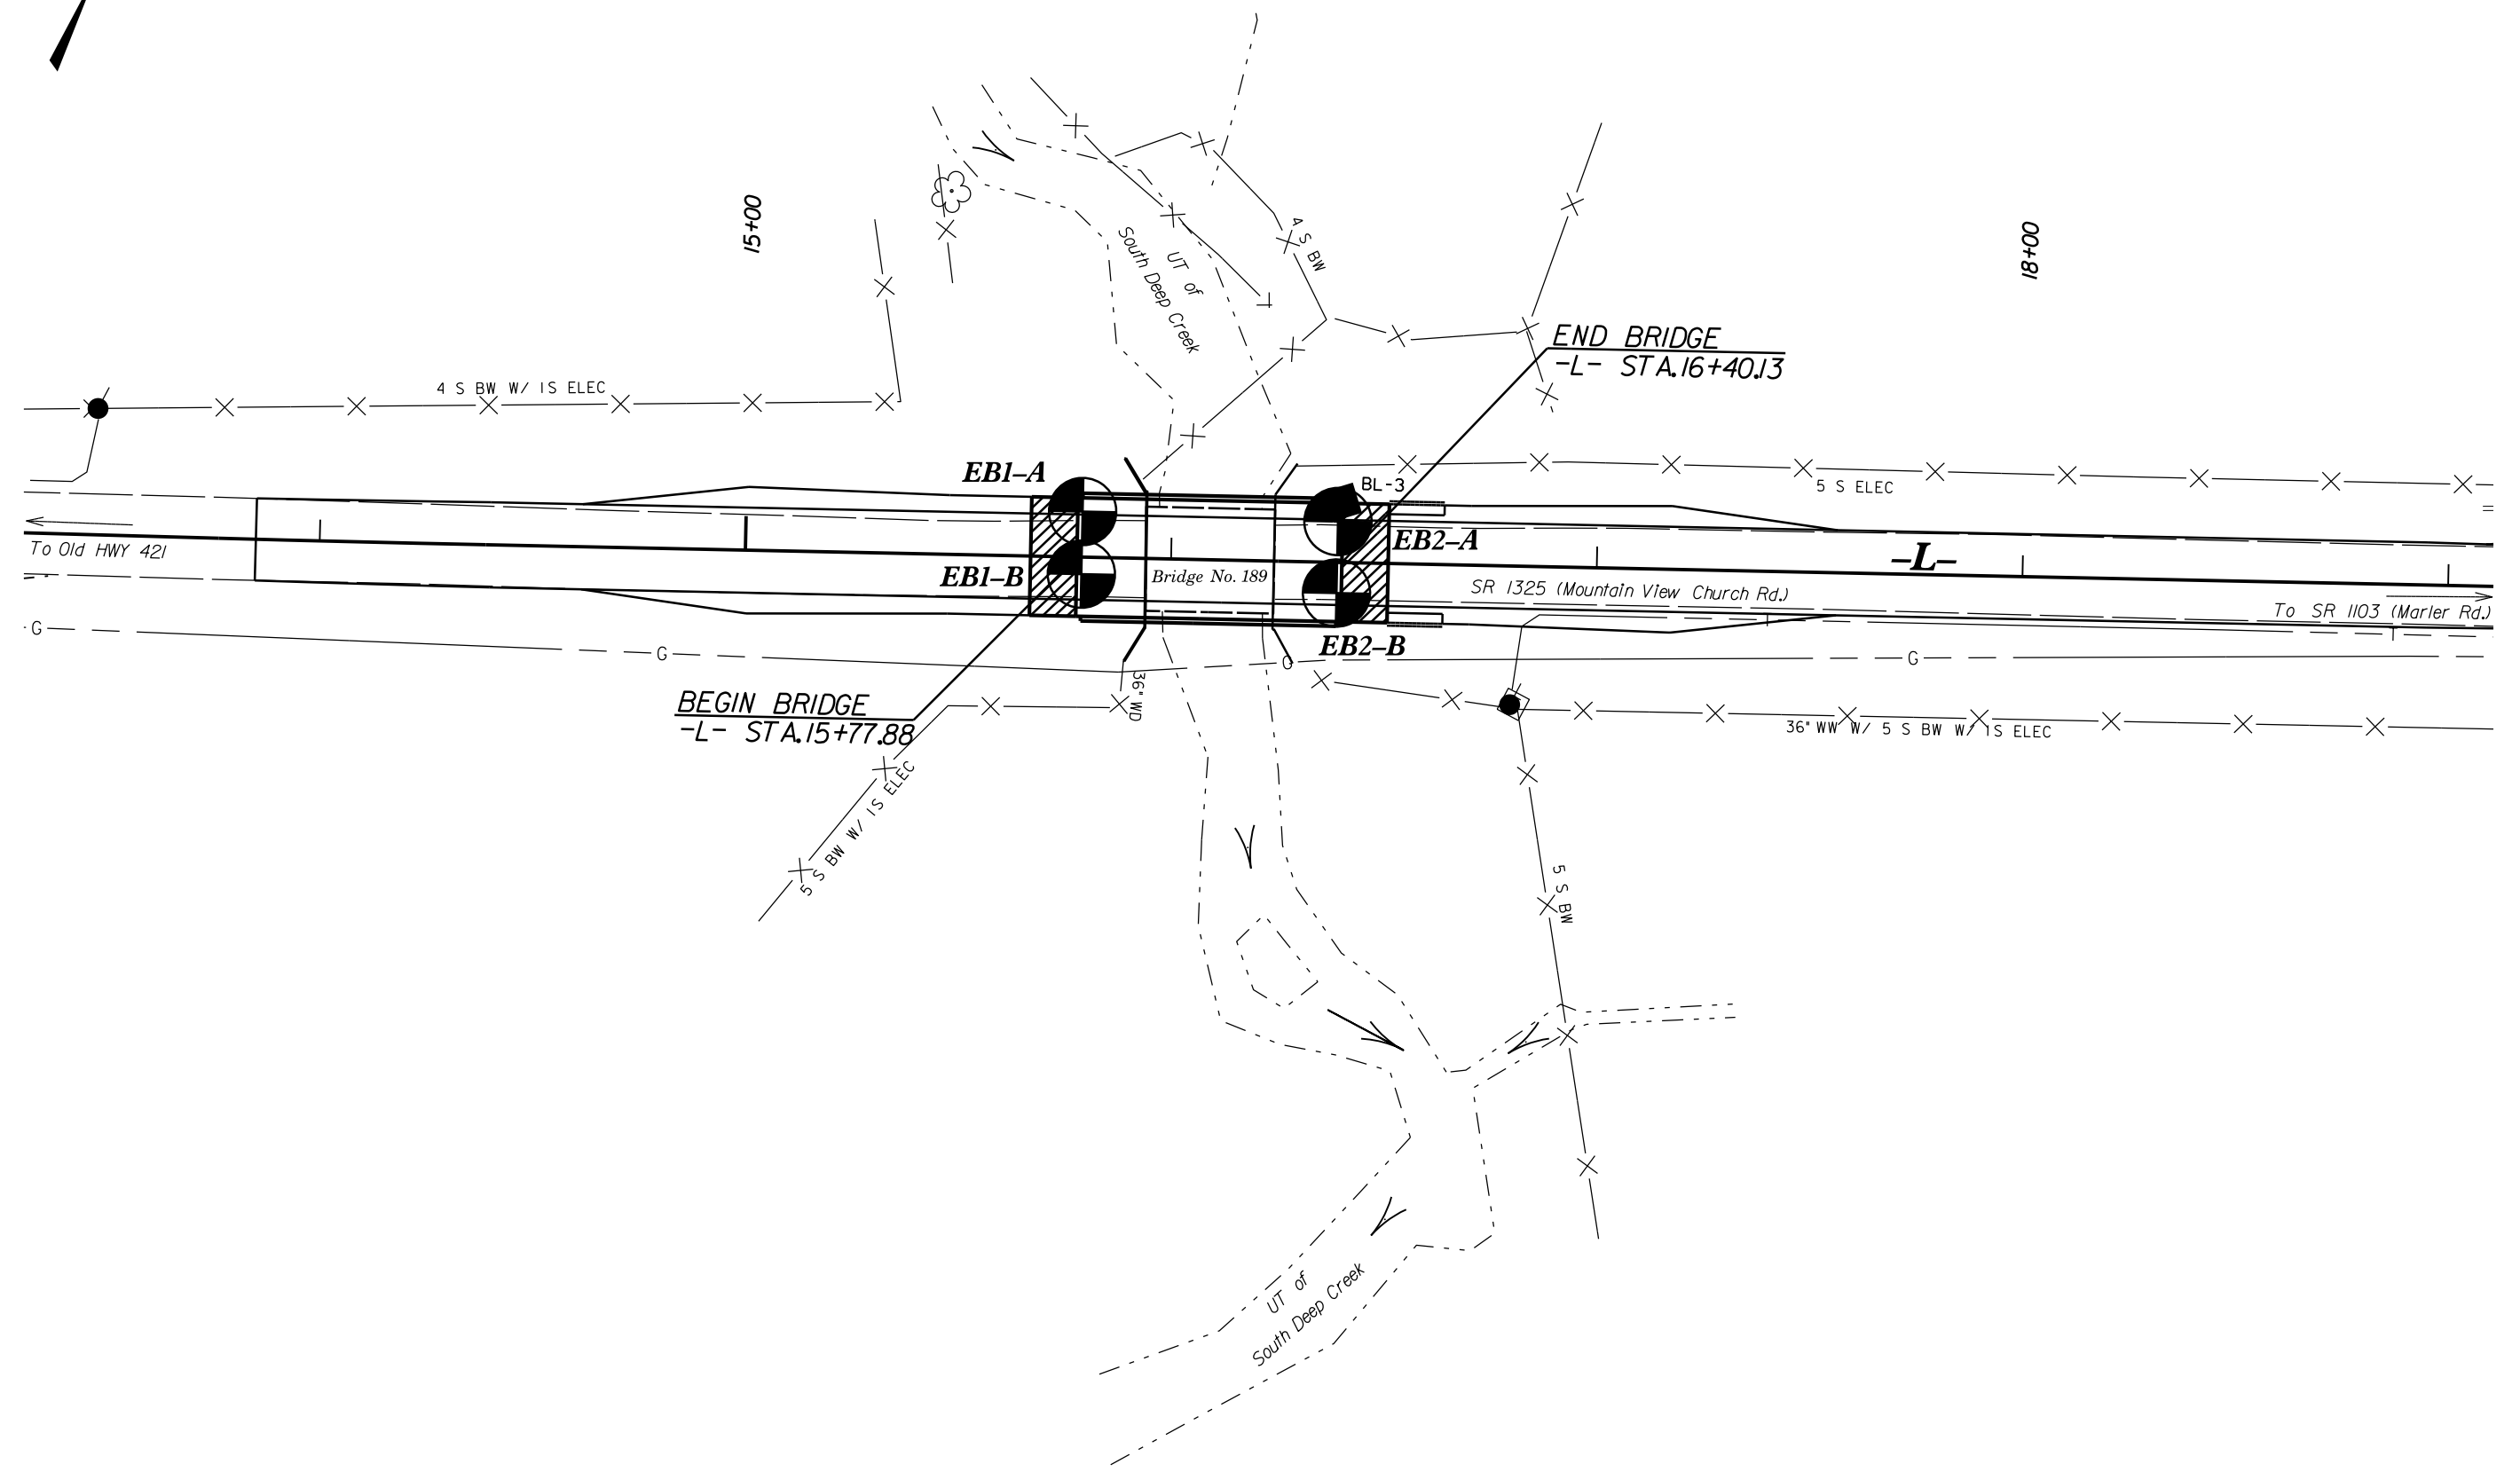 15+00
18+00
UT of
South Deep Creek
4 S BW
END BRIDGE
-L- STA.16+40.13
4 S BW W/ 1S ELEC
EB1-A
BL-3
5 S ELEC
To Old HWY 421
EB2-A
-L-
EB1-B
Bridge No. 189
SR 1325 (Mountain View Church Rd.)
To SR 1103 (Marler Rd.)
G
G
G
G
EB2-B
BEGIN BRIDGE
-L- STA.15+77.88
36" WD
36" WW W/ 5 S BW W/ 1S ELEC
5 S BW W/ 1S ELEC
5 S BW
UT of
South Deep Creek